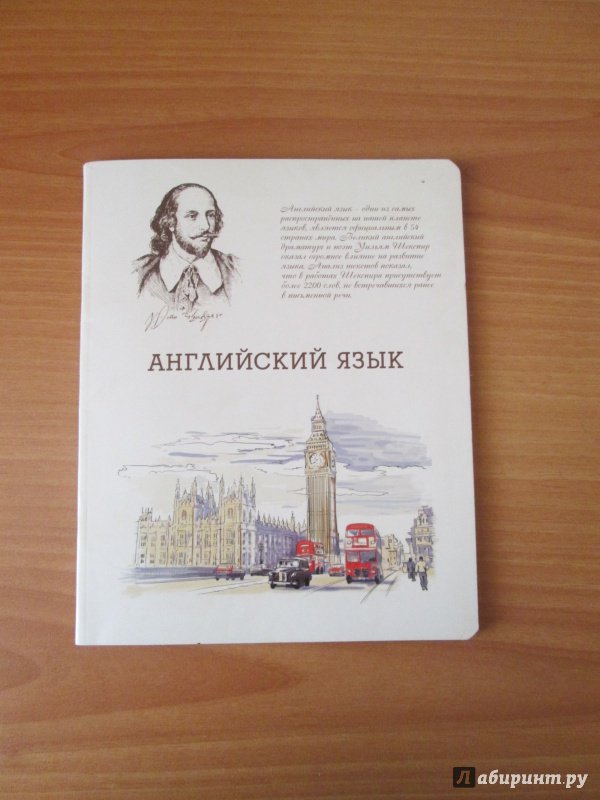 Английский язык - один из самых
распространённых на нашей планете
языков, является официальным в 54
странах мира. Великий английский
драматург и поэт Уильям Шекспир
оказал огромнее влияние на развитие
языка. Анализ текстов показал,
что в работах Шекспира присутствует
более 2200 слов, не встречавшихся ранее
в письменной речи.
АНГЛИЙСКИЙ ЯЗЫК
Лабиринт.ру